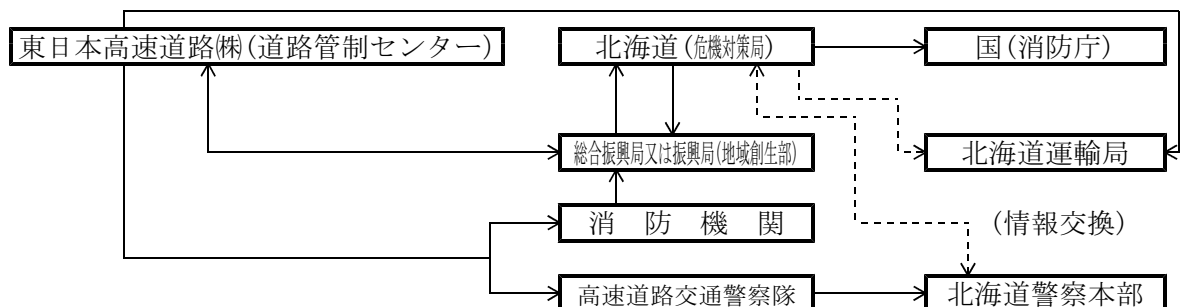 東日本高速道路㈱(道路管制センター)
北海道(危機対策局)
国(消防庁)
総合振興局又は振興局(地域創生部)
北海道運輸局
消防機関
(情報交換)
高速道路交通警察隊
北海道警察本部